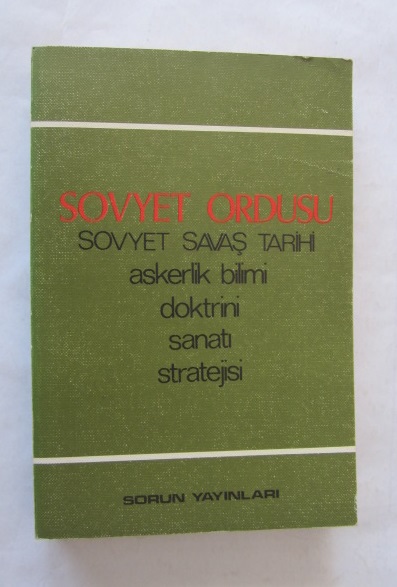 SOVYET ORDUSU
SOVYET SAVAŞ TARİHİ
askerlik bilimi
doktrini
sanatı
stratejisi
SORUN YAYINLARI